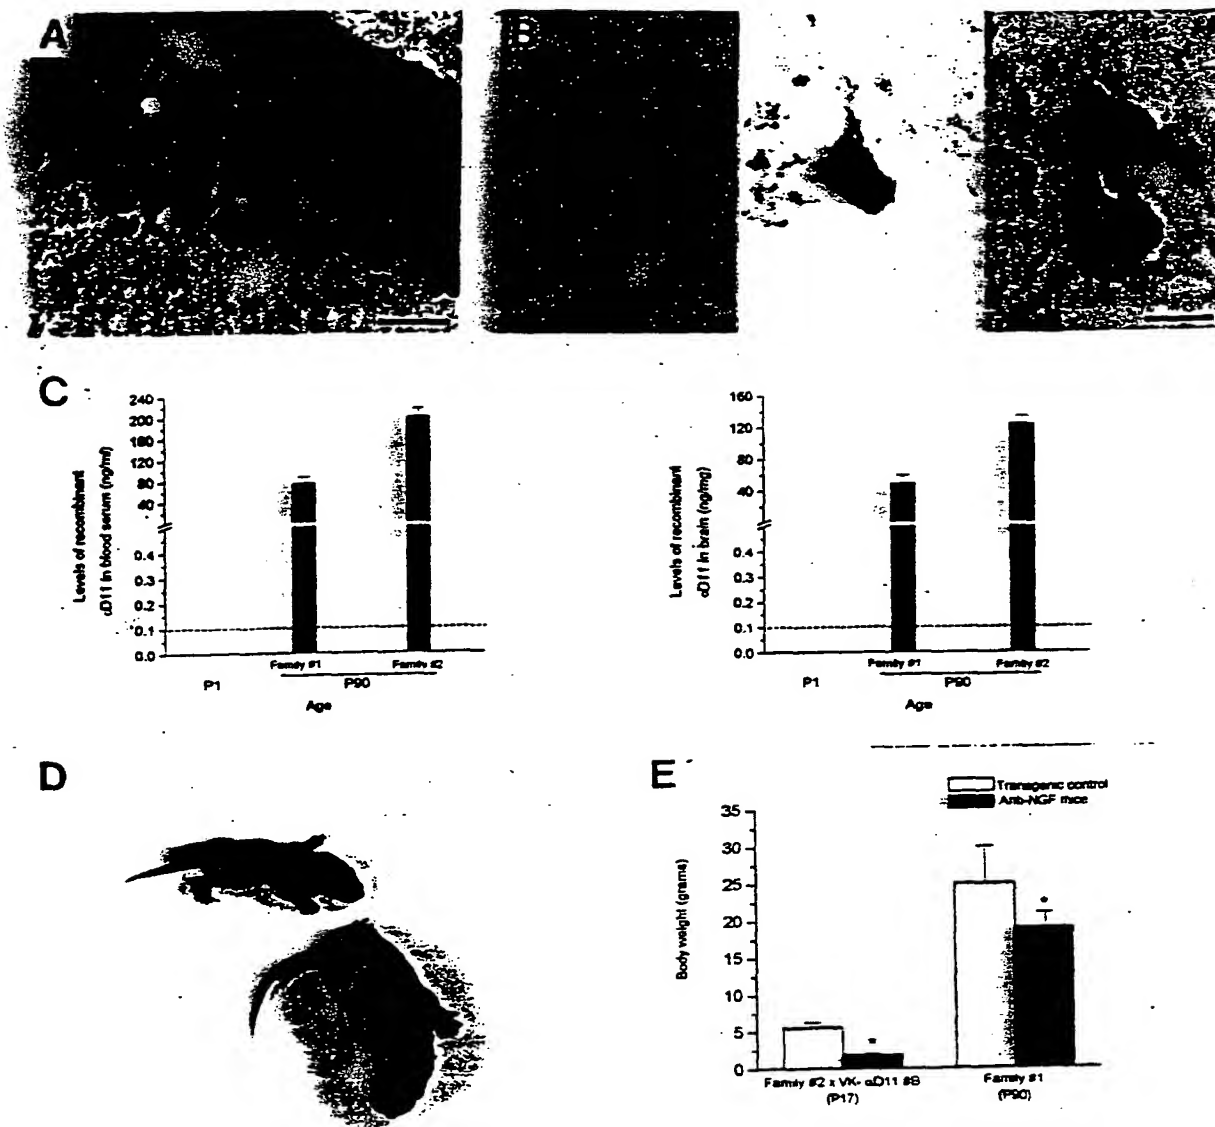 A
B
C
Levels of recombinant
αD11 in blood serum (ng/ml)
240
200
160
120
80
40
0.4
0.3
0.2
0.1
0.0
P1
Family #1
Family #2
P90
Age
Levels of recombinant
αD11 in brain (ng/mg)
160
120
80
40
0.4
0.3
0.2
0.1
0.0
P1
Family #1
Family #2
P90
Age
D
E
Transgenic control
Anti-NGF mice
Body weight (grams)
35
30
25
20
15
10
5
0
*
*
Family #2 x VK- αD11 #B
(P17)
Family #1
(P90)